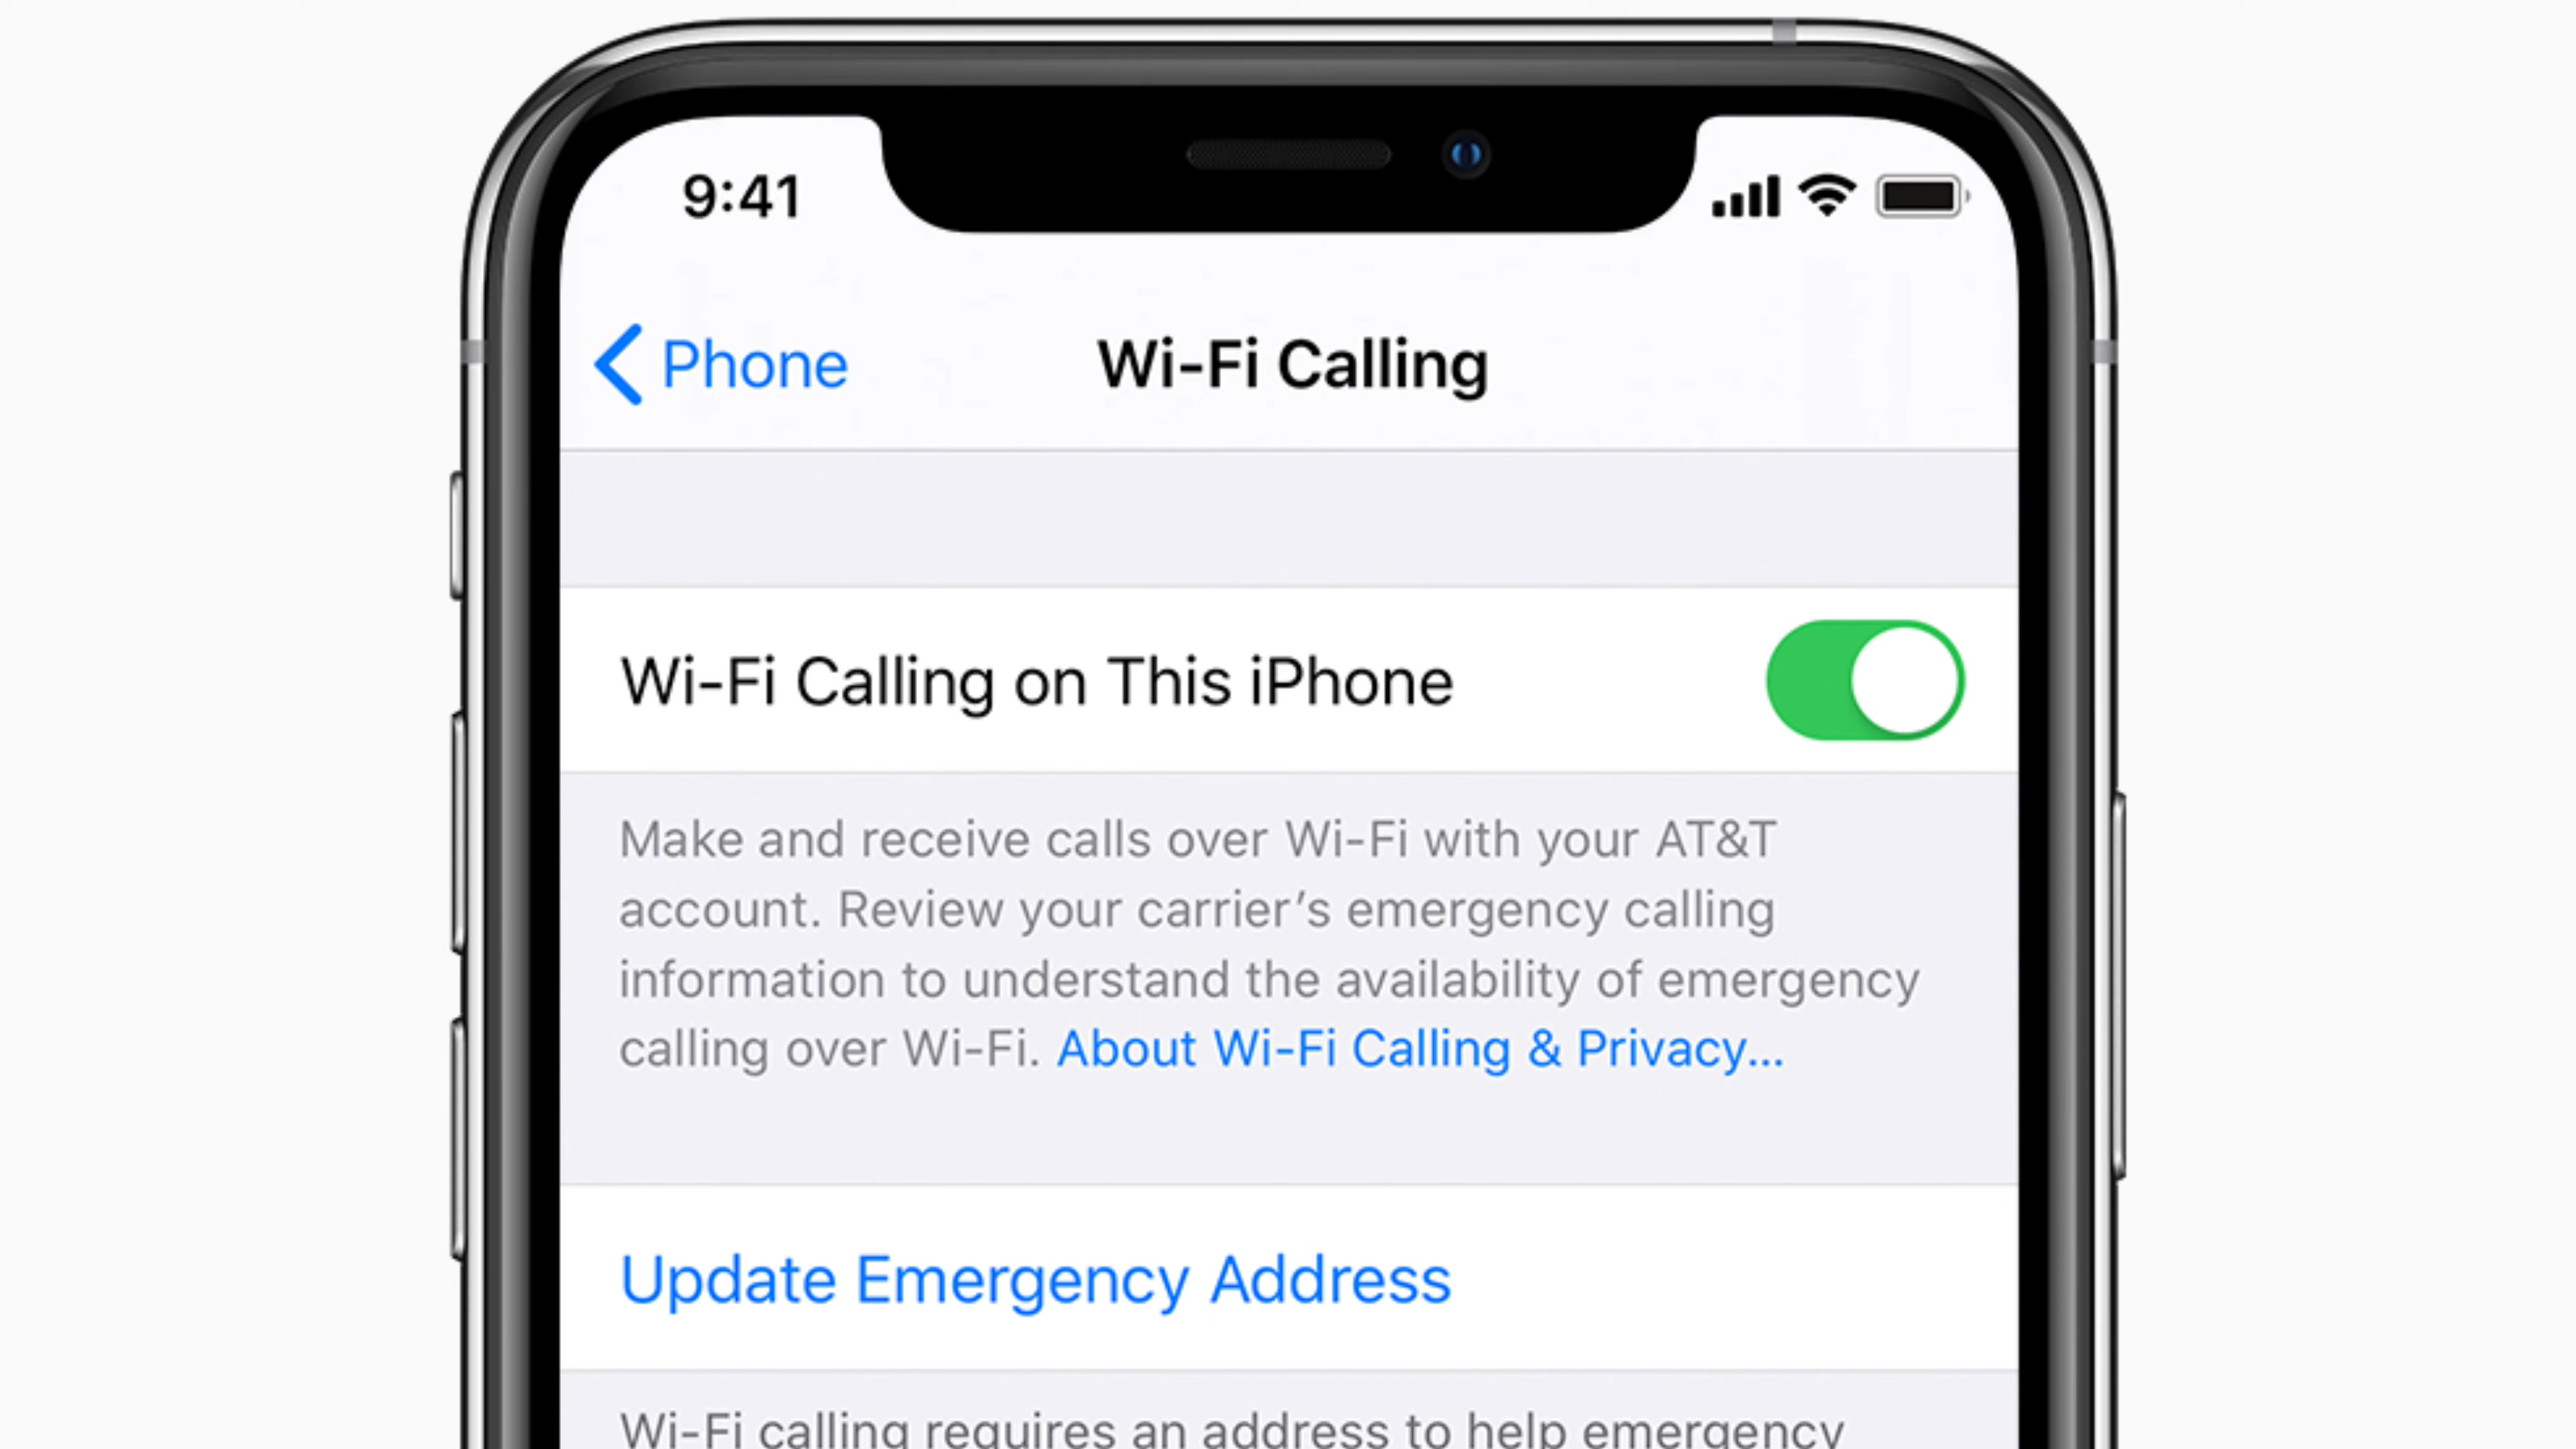 9:41
Phone
Wi-Fi Calling
Wi-Fi Calling on This iPhone
Make and receive calls over Wi-Fi with your AT&T
account. Review your carrier’s emergency calling
information to understand the availability of emergency
calling over Wi-Fi. About Wi-Fi Calling & Privacy...
Update Emergency Address
Wi-Fi calling requires an address to help emergency